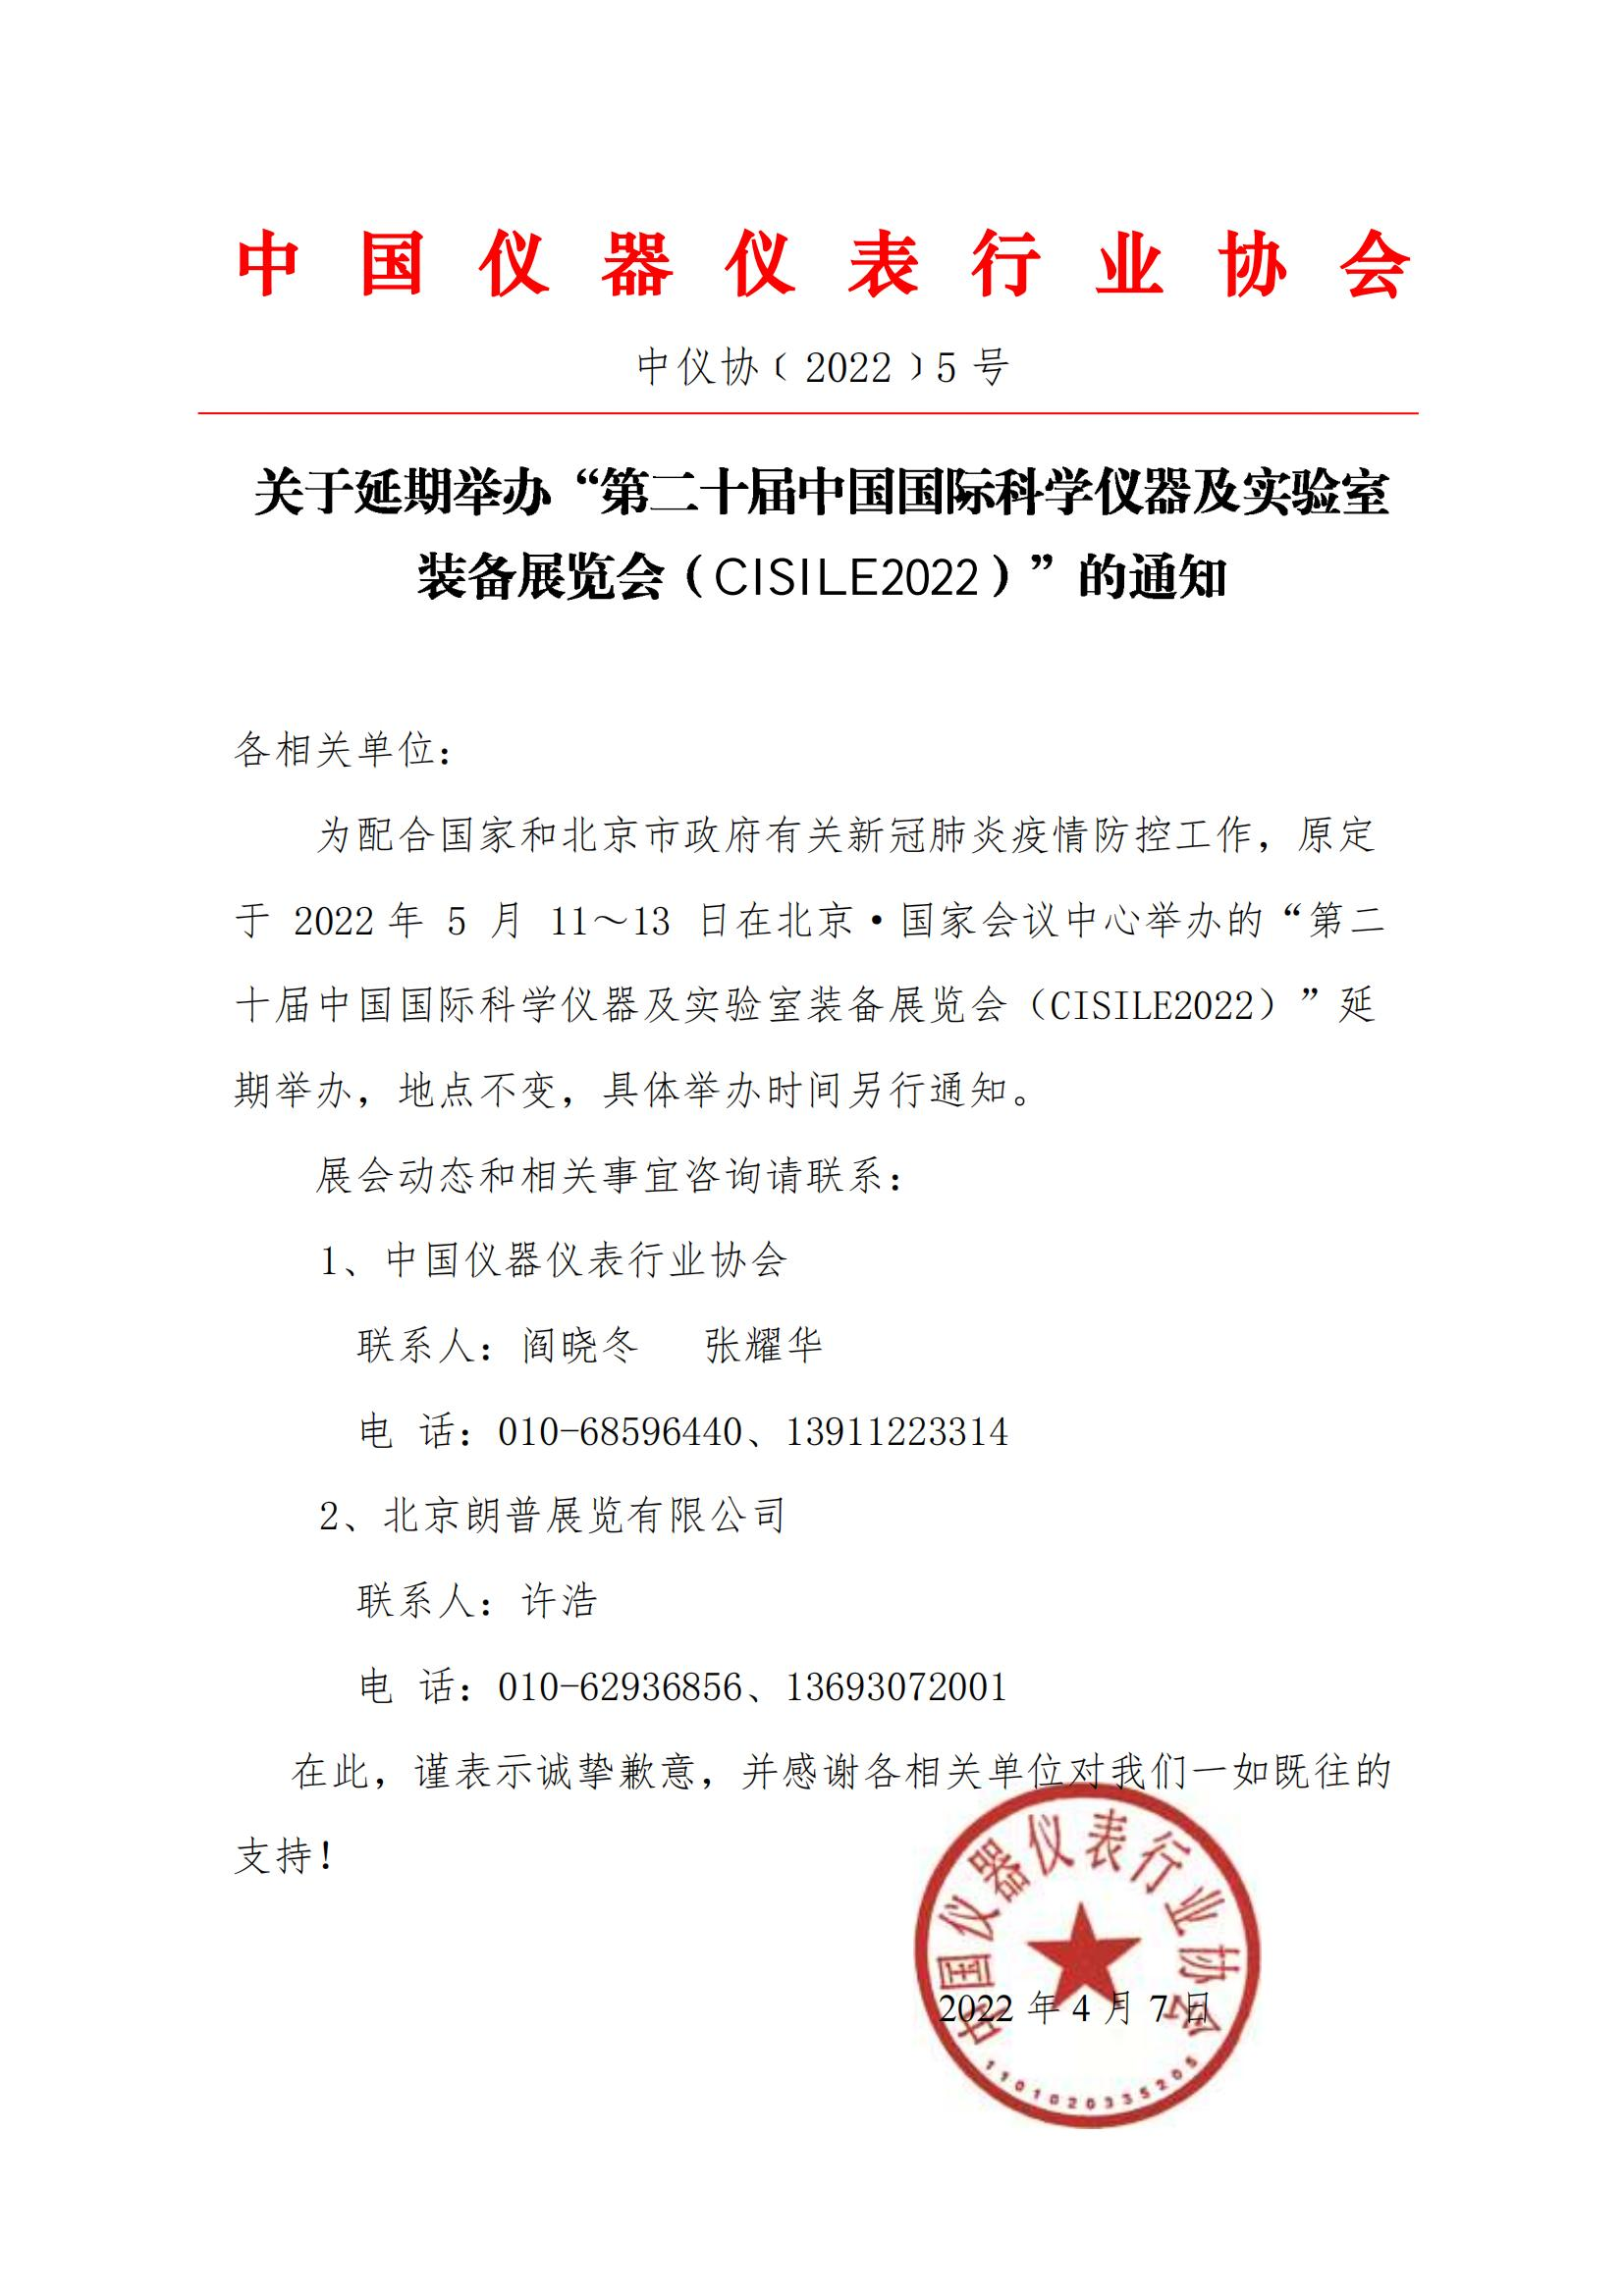 中国仪器仪表行业协会
中仪协﹝2022﹞5 号
关于延期举办“第二十届中国国际科学仪器及实验室
装备展览会（CISILE2022）”的通知
各相关单位：
为配合国家和北京市政府有关新冠肺炎疫情防控工作，原定
于 2022年 5 月 11～13 日在北京·国家会议中心举办的“第二
十届中国国际科学仪器及实验室装备展览会（CISILE2022）”延
期举办，地点不变，具体举办时间另行通知。
展会动态和相关事宜咨询请联系：
1、中国仪器仪表行业协会
联系人：阎晓冬 张耀华
电 话：010-68596440、13911223314
2、北京朗普展览有限公司
联系人：许浩
电 话：010-62936856、13693072001
在此，谨表示诚挚歉意，并感谢各相关单位对我们一如既往的
支持！
中国仪器仪表行业协会
2022 年 4 月 7 日
1101020335205